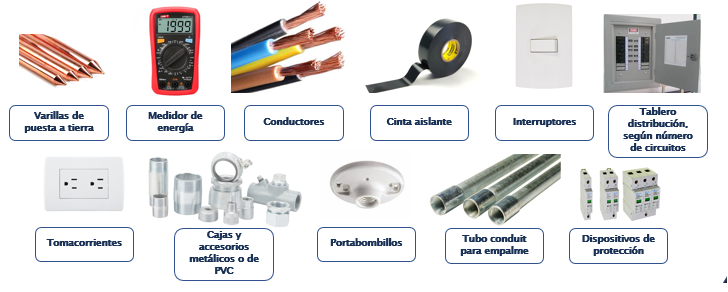 1999
Varillas de
puesta a tierra
Medidor de
energía
Conductores
Cinta aislante
Interruptores
Tablero
distribución,
según número
de circuitos
Tomacorrientes
Cajas y
accesorios
metálicos o de
PVC
Portabombillos
Tubo conduit
para empalme
Dispositivos de
protección